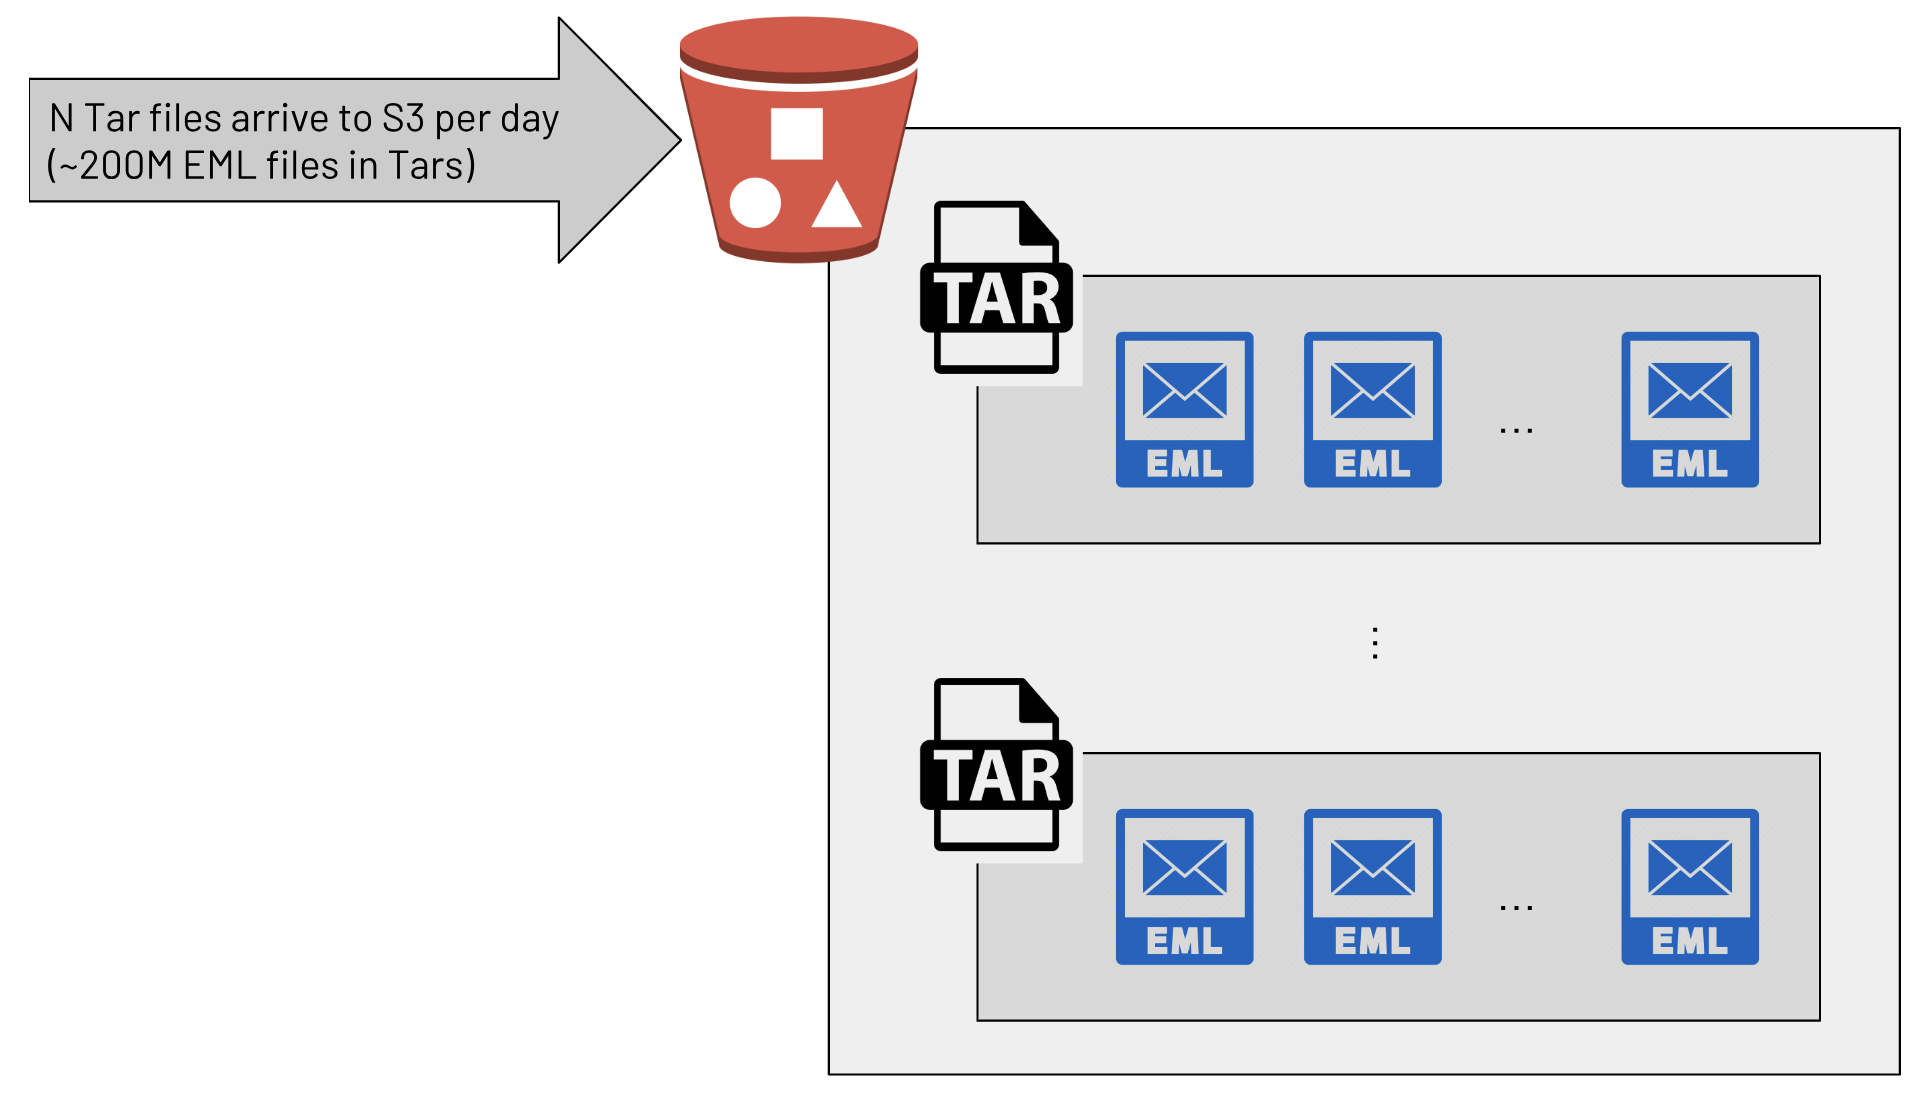 N Tar files arrive to S3 per day
(~200M EML files in Tars)
TAR
EML EML ... EML
...
TAR
EML EML ... EML